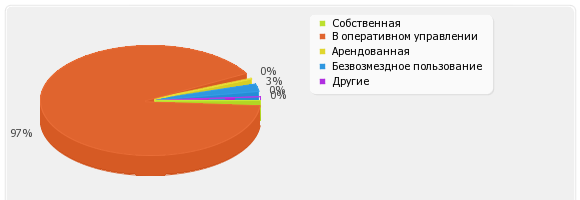 Собственная
В оперативном управлении
Арендованная
Безвозмездное пользование
Другие
0%
3%
0%
0%
97%